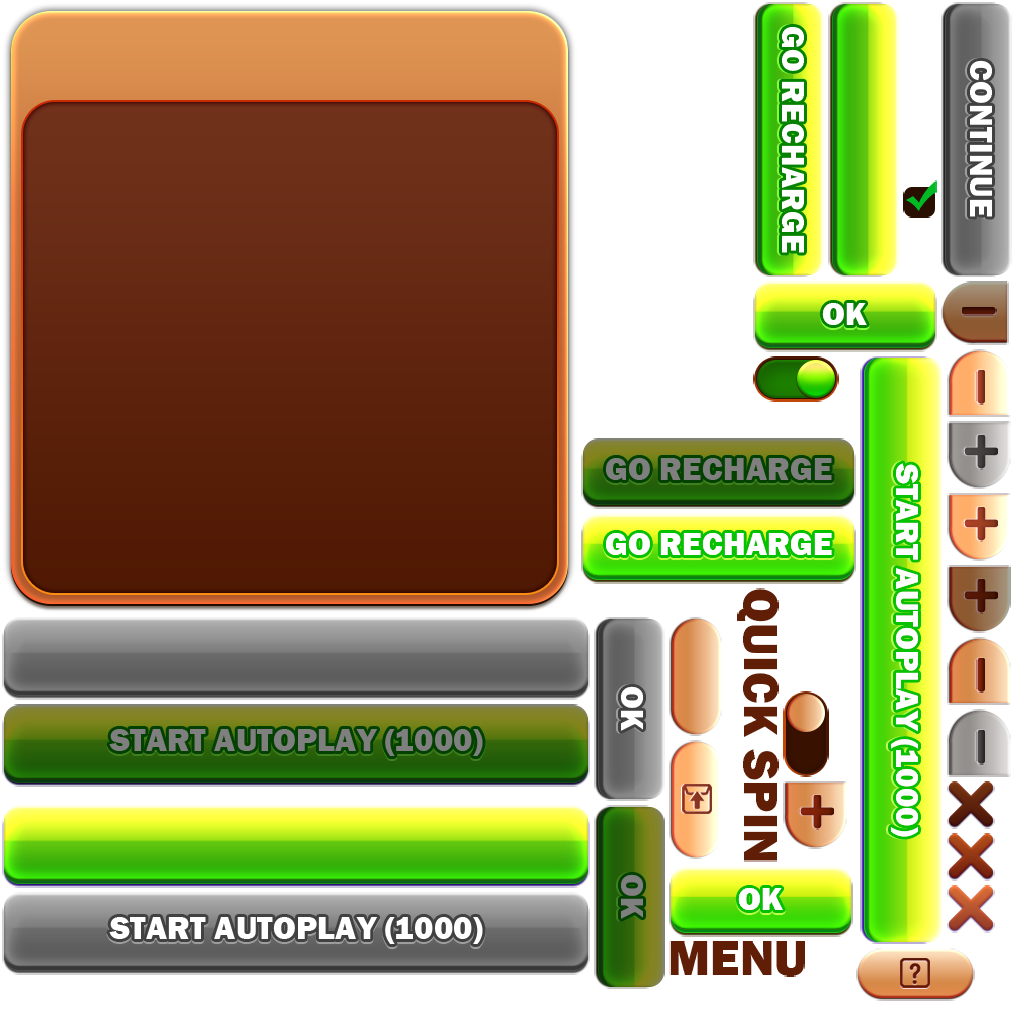 GO RECHARGE
CONTINUE
OK
GO RECHARGE
GO RECHARGE
START AUTOPLAY (1000)
QUICK SPIN
OK
START AUTOPLAY (1000)
OK
OK
START AUTOPLAY (1000)
MENU
?